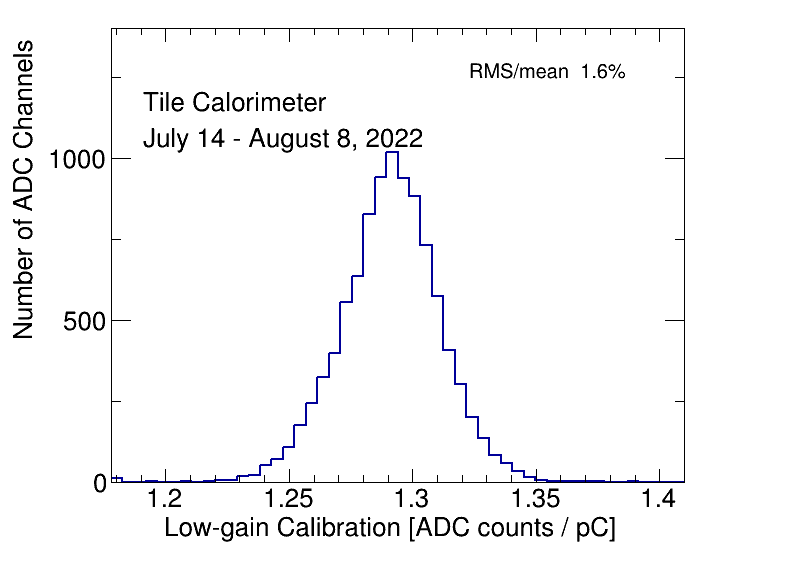 RMS/mean 1.6%
Tile Calorimeter
July 14 - August 8, 2022
Number of ADC Channels
1000
500
0
1.2 1.25 1.3 1.35 1.4
Low-gain Calibration [ADC counts / pC]